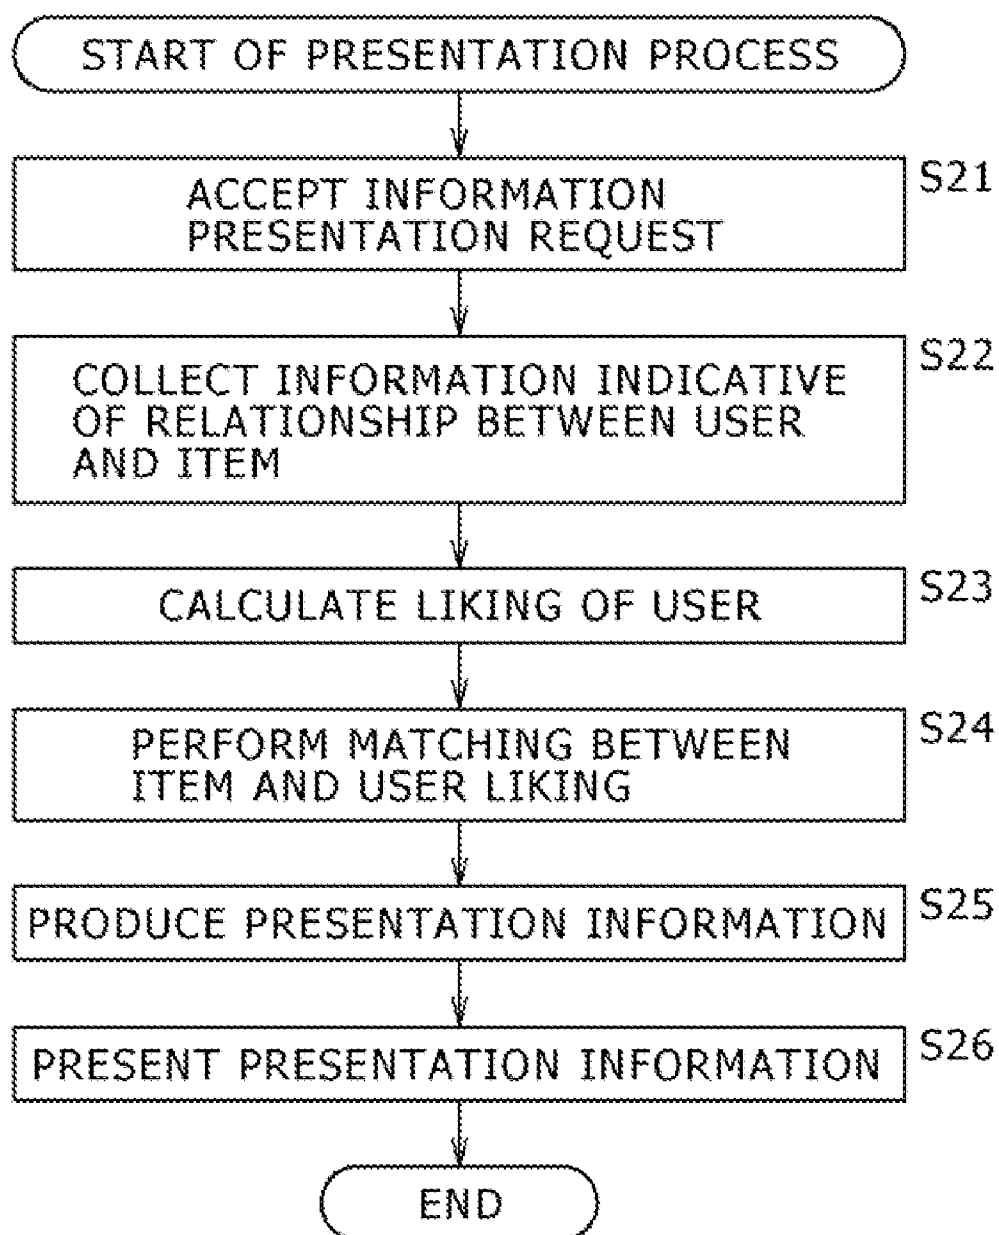 START OF PRESENTATION PROCESS
S21
ACCEPT INFORMATION
PRESENTATION REQUEST
S22
COLLECT INFORMATION INDICATIVE
OF RELATIONSHIP BETWEEN USER
AND ITEM
S23
CALCULATE LIKING OF USER
S24
PERFORM MATCHING BETWEEN
ITEM AND USER LIKING
S25
PRODUCE PRESENTATION INFORMATION
S26
PRESENT PRESENTATION INFORMATION
END